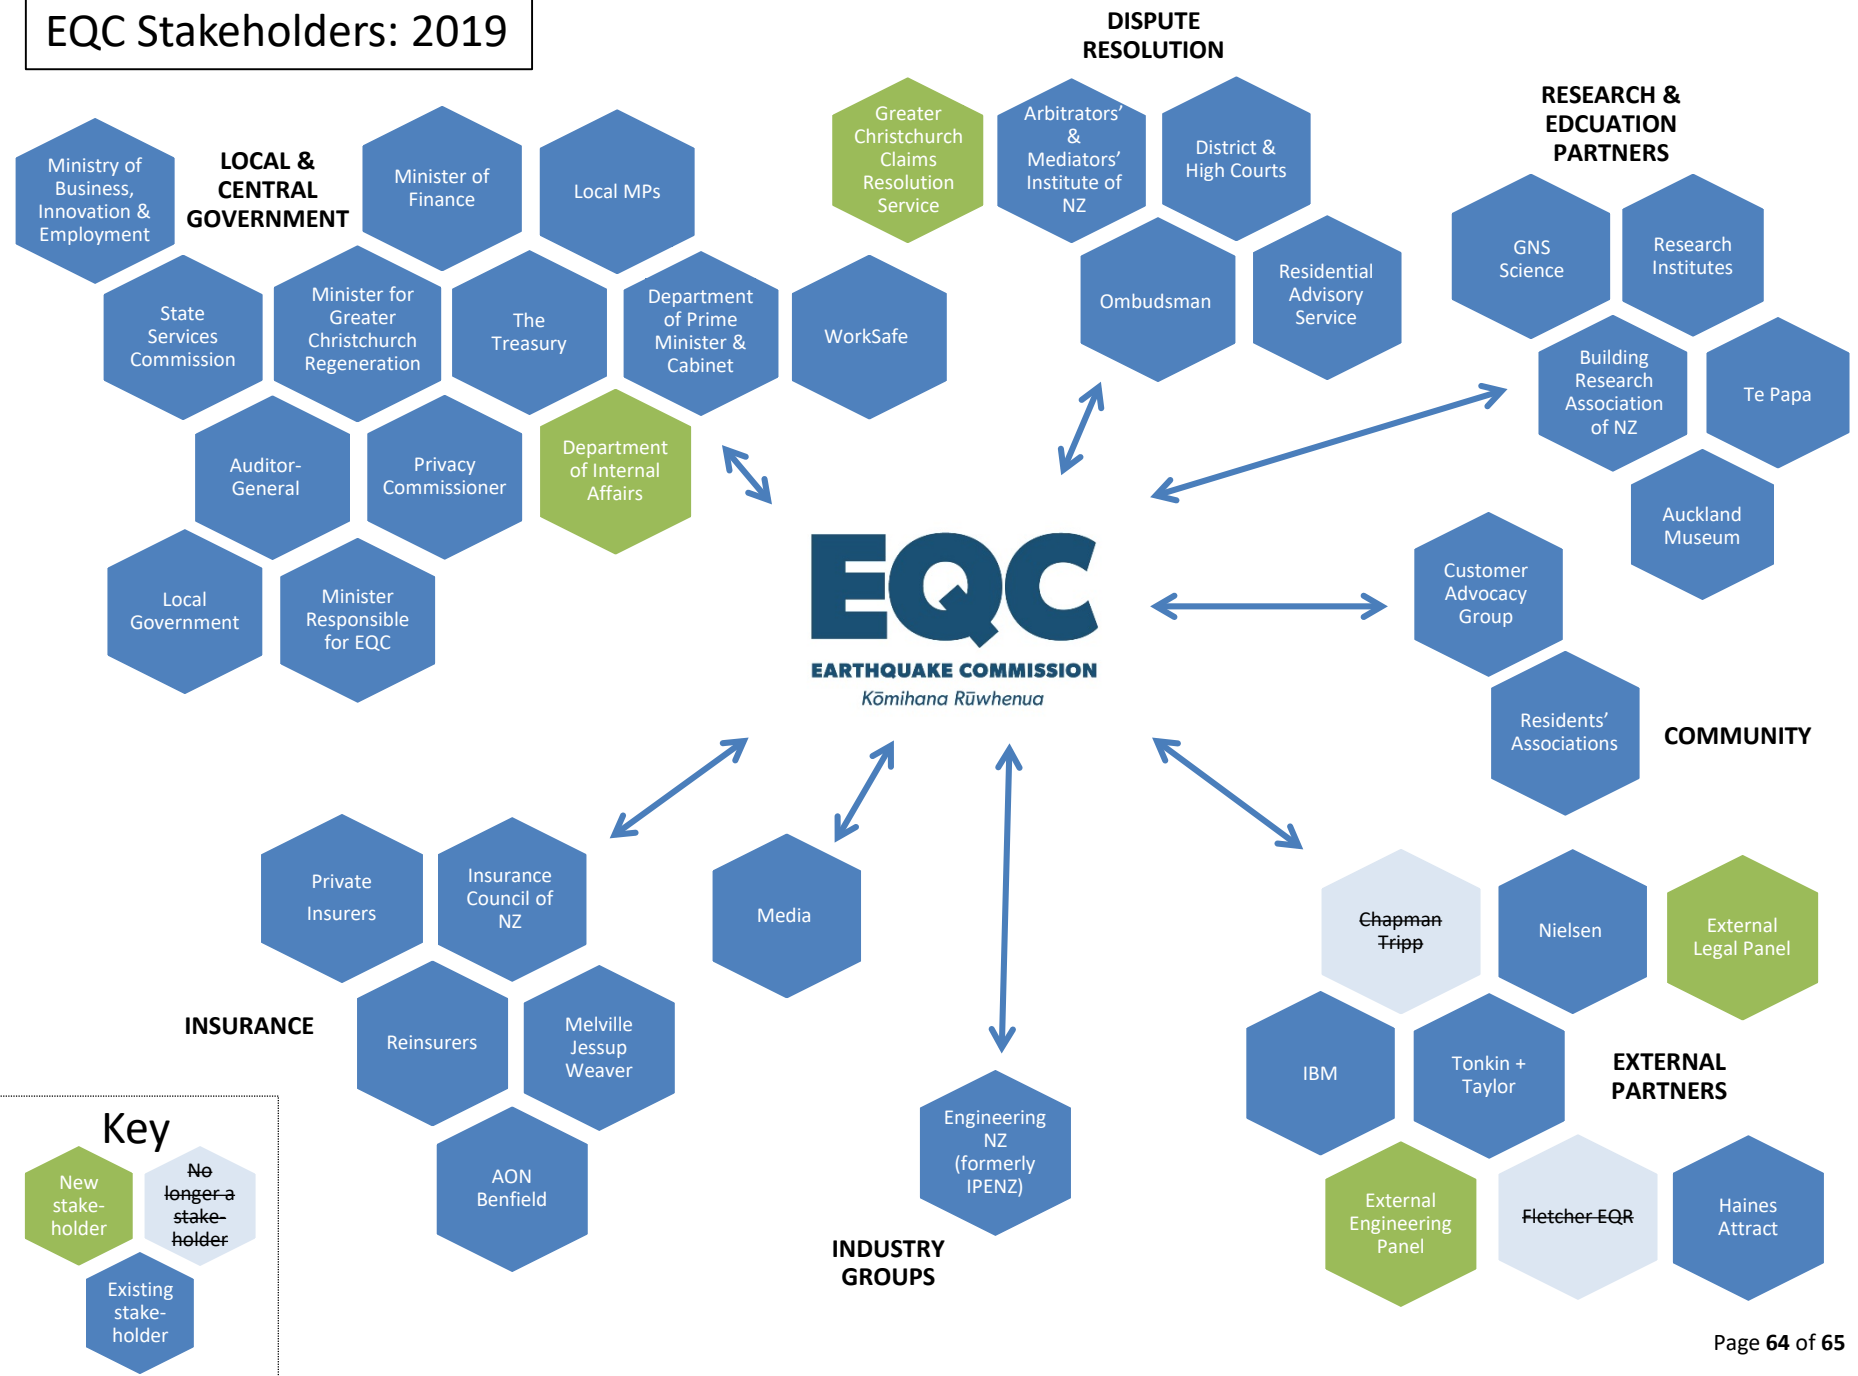 EQC Stakeholders: 2019
DISPUTE
RESOLUTION
RESEARCH &
EDCUATION
PARTNERS
LOCAL &
CENTRAL
GOVERNMENT
Ministry of
Business,
Innovation &
Employment
Minister of
Finance
Local MPs
State
Services
Commission
Minister for
Greater
Christchurch
Regeneration
The
Treasury
Department
of Prime
Minister &
Cabinet
WorkSafe
Auditor-
General
Privacy
Commissioner
Department
of Internal
Affairs
Local
Government
Minister
Responsible
for EQC
Greater
Christchurch
Claims
Resolution
Service
Arbitrators’
&
Mediators’
Institute of
NZ
District &
High Courts
Ombudsman
Residential
Advisory
Service
GNS
Science
Research
Institutes
Building
Research
Association
of NZ
Te Papa
Auckland
Museum
EQC
EARTHQUAKE COMMISSION
Kōmihana Rūwhenua
Customer
Advocacy
Group
Residents’
Associations
COMMUNITY
Private
Insurers
Insurance
Council of
NZ
INSURANCE
Reinsurers
Melville
Jessup
Weaver
AON
Benfield
Media
Engineering
NZ
(formerly
IPENZ)
INDUSTRY
GROUPS
Chapman
Tripp
Nielsen
External
Legal Panel
IBM
Tonkin +
Taylor
EXTERNAL
PARTNERS
External
Engineering
Panel
Fletcher EQR
Haines
Attract
Key
New
stake-
holder
No
longer a
stake-
holder
Existing
stake-
holder
Page 64 of 65